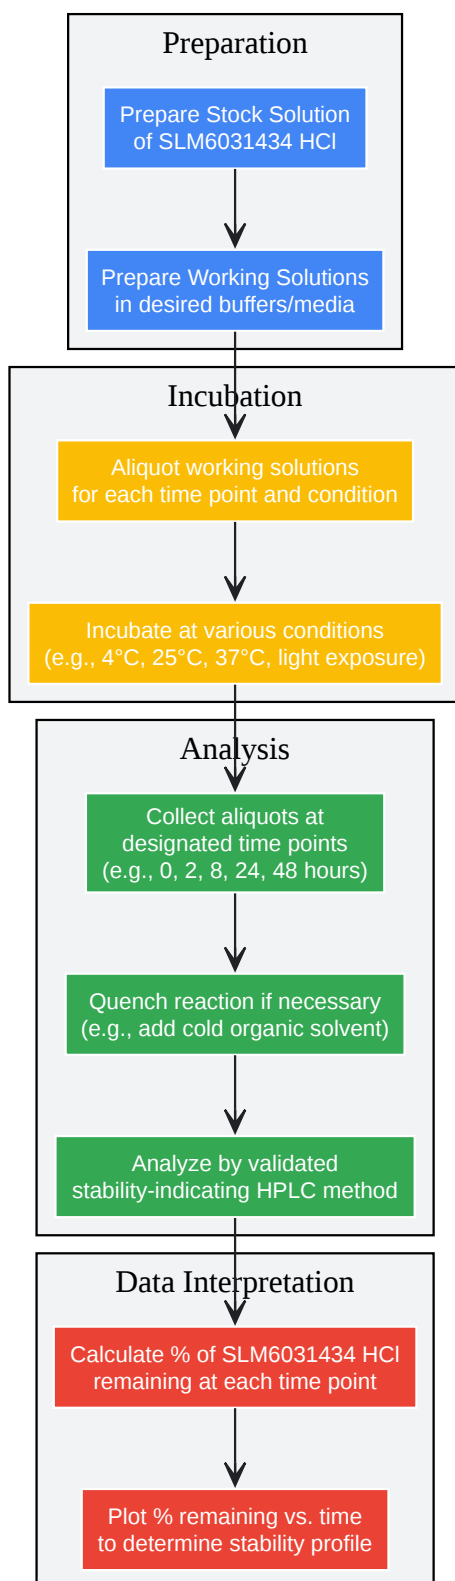 Preparation
Prepare Stock Solution
of SLM6031434 HCl
Prepare Working Solutions
in desired buffers/media
Incubation
Aliquot working solutions
for each time point and condition
Incubate at various conditions
(e.g., 4°C, 25°C, 37°C, light exposure)
Analysis
Collect aliquots at
designated time points
(e.g., 0, 2, 8, 24, 48 hours)
Quench reaction if necessary
(e.g., add cold organic solvent)
Analyze by validated
stability-indicating HPLC method
Data Interpretation
Calculate % of SLM6031434 HCl
remaining at each time point
Plot % remaining vs. time
to determine stability profile